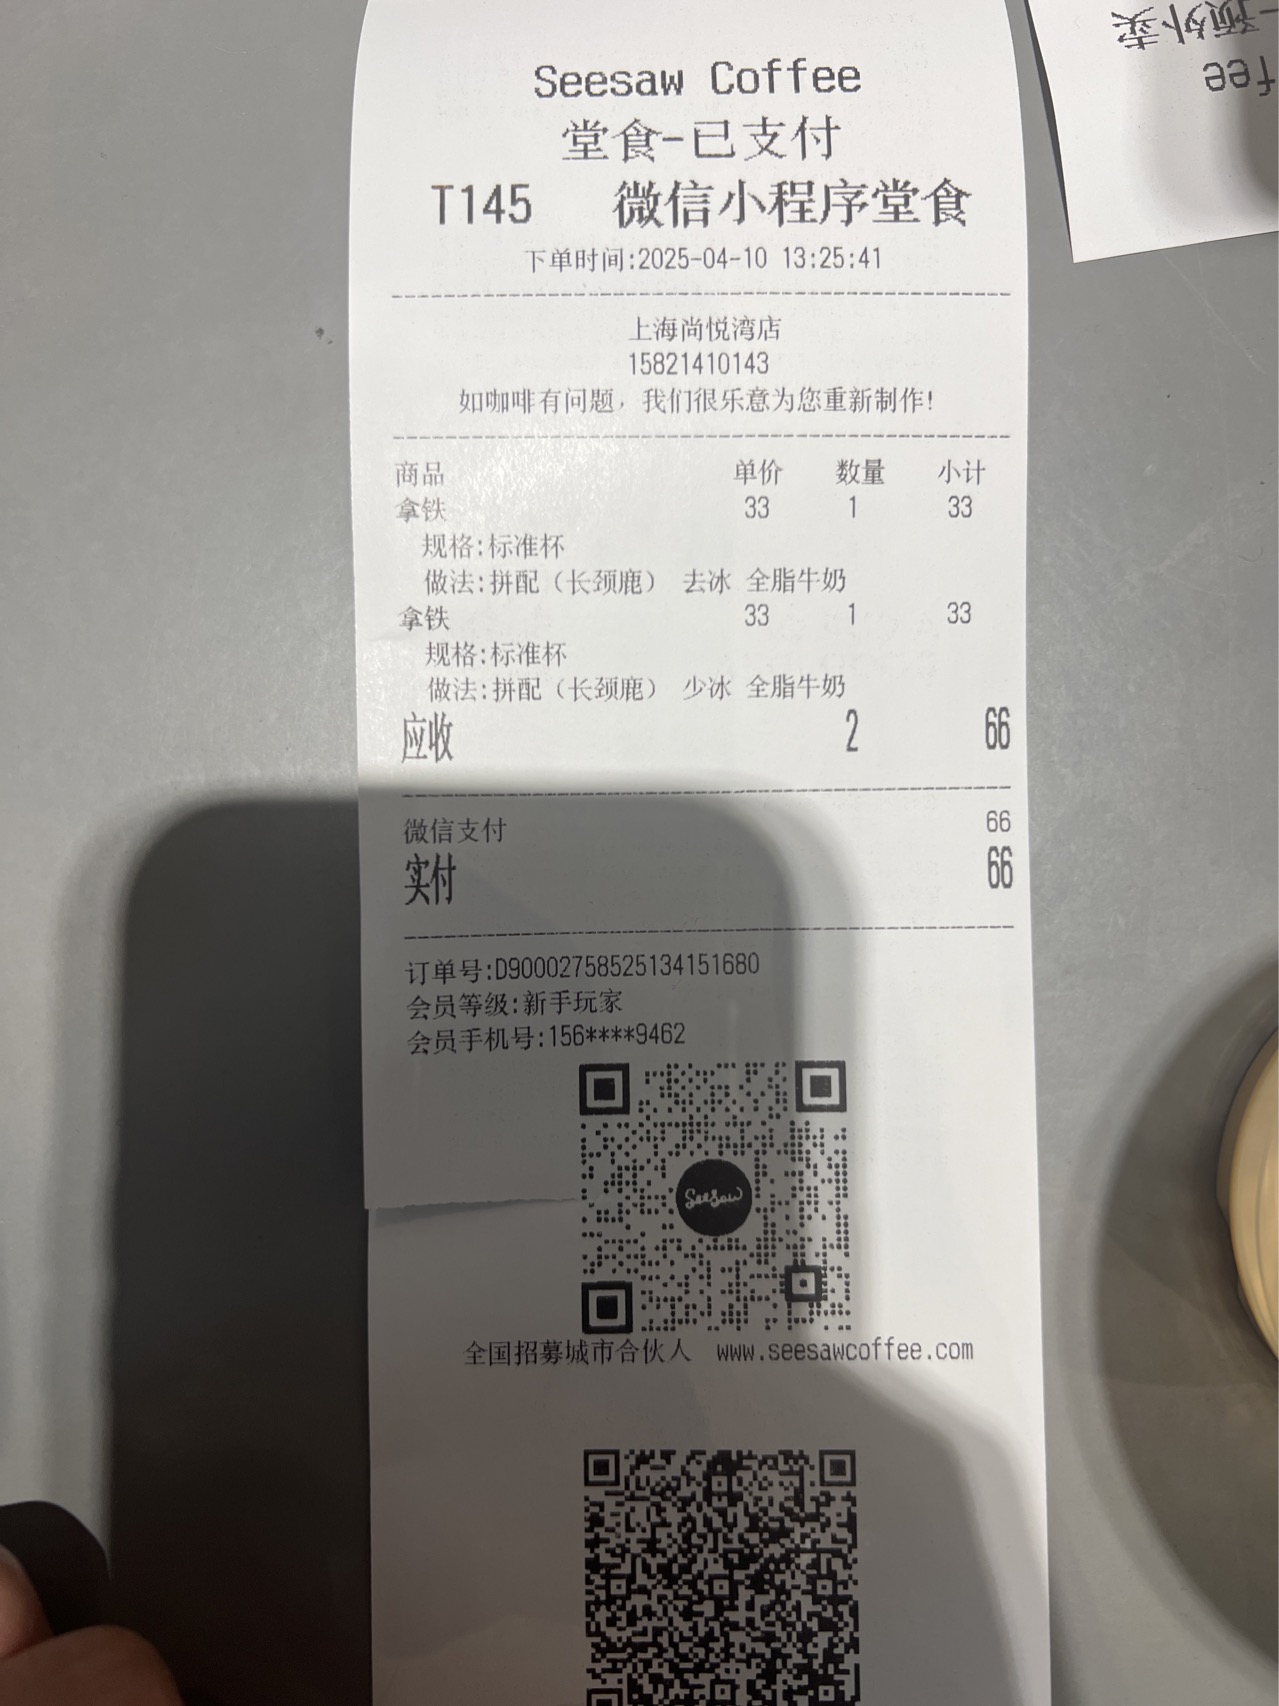 Seesaw Coffee
堂食-已支付
T145 微信小程序堂食
下单时间:2025-04-10 13:25:41
上海尚悦湾店
15821410143
如咖啡有问题，我们很乐意为您重新制作!
商品 单价 数量 小计
拿铁 33 1 33
规格:标准杯
做法:拼配（长颈鹿） 去冰 全脂牛奶
拿铁 33 1 33
规格:标准杯
做法:拼配（长颈鹿） 少冰 全脂牛奶
应收 2 66
微信支付 66
实付 66
订单号:D90002758525134151680
会员等级:新手玩家
会员手机号:156****9462
Seesaw
全国招募城市合伙人 www.seesawcoffee.com
fee
-预外卖